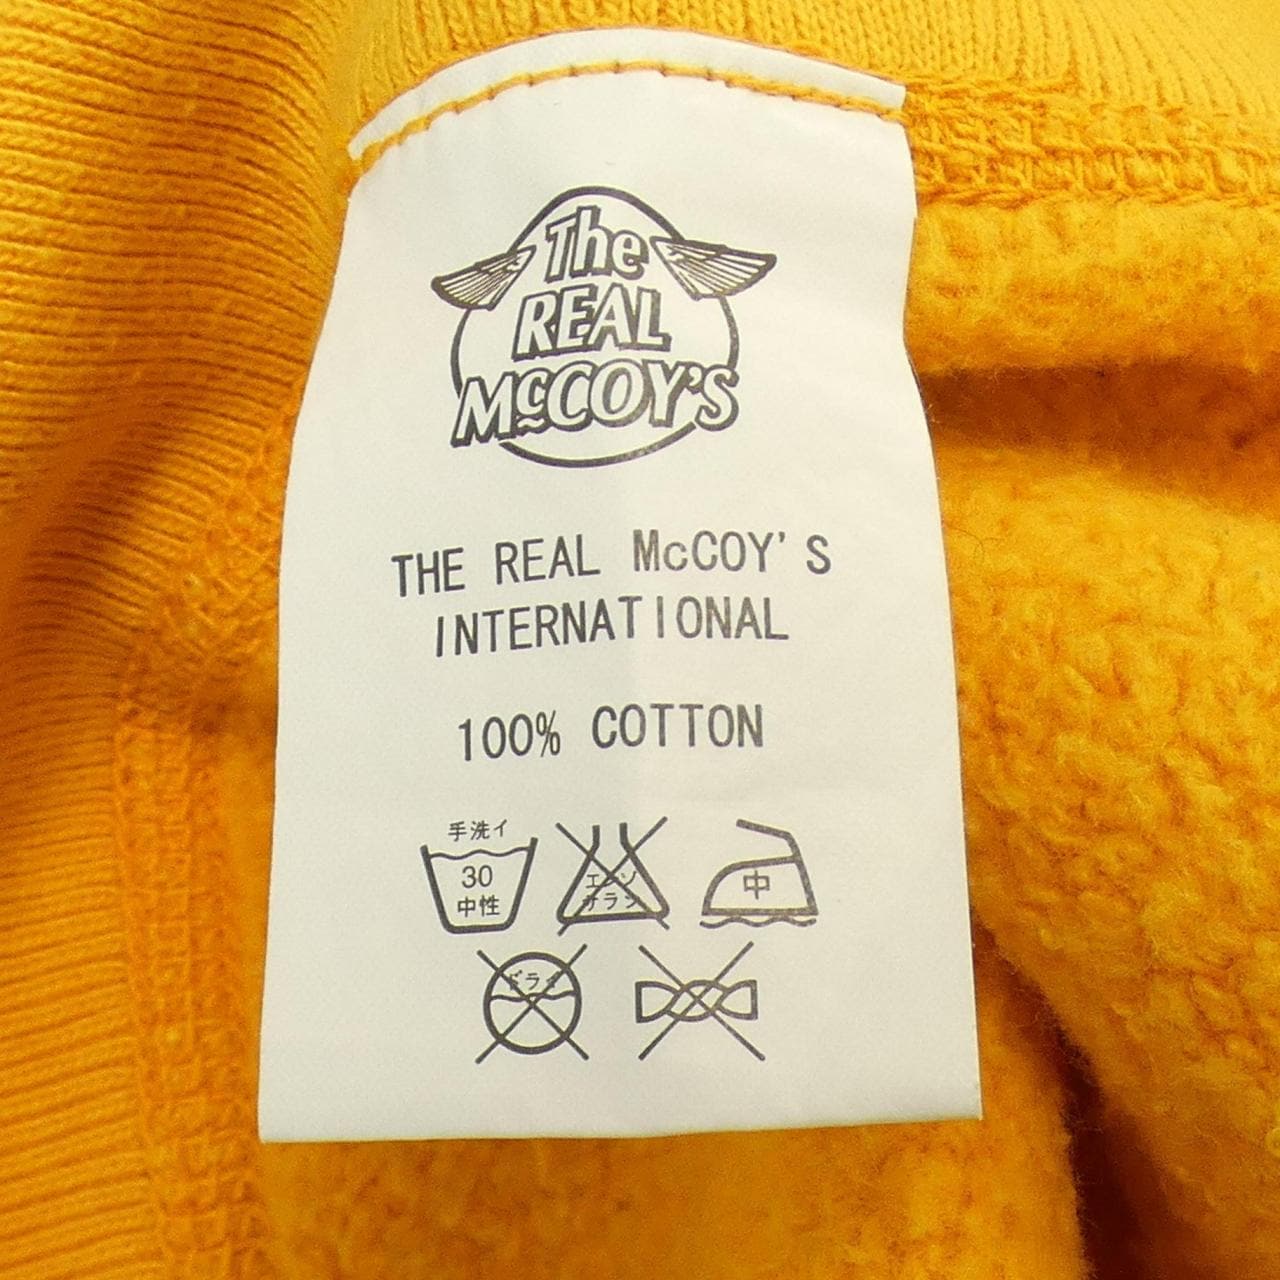 The
REAL
McCOY'S
THE REAL McCOY'S
INTERNATIONAL
100% COTTON
手洗イ
30
中性
エンソ
サラシ
中
ドライ